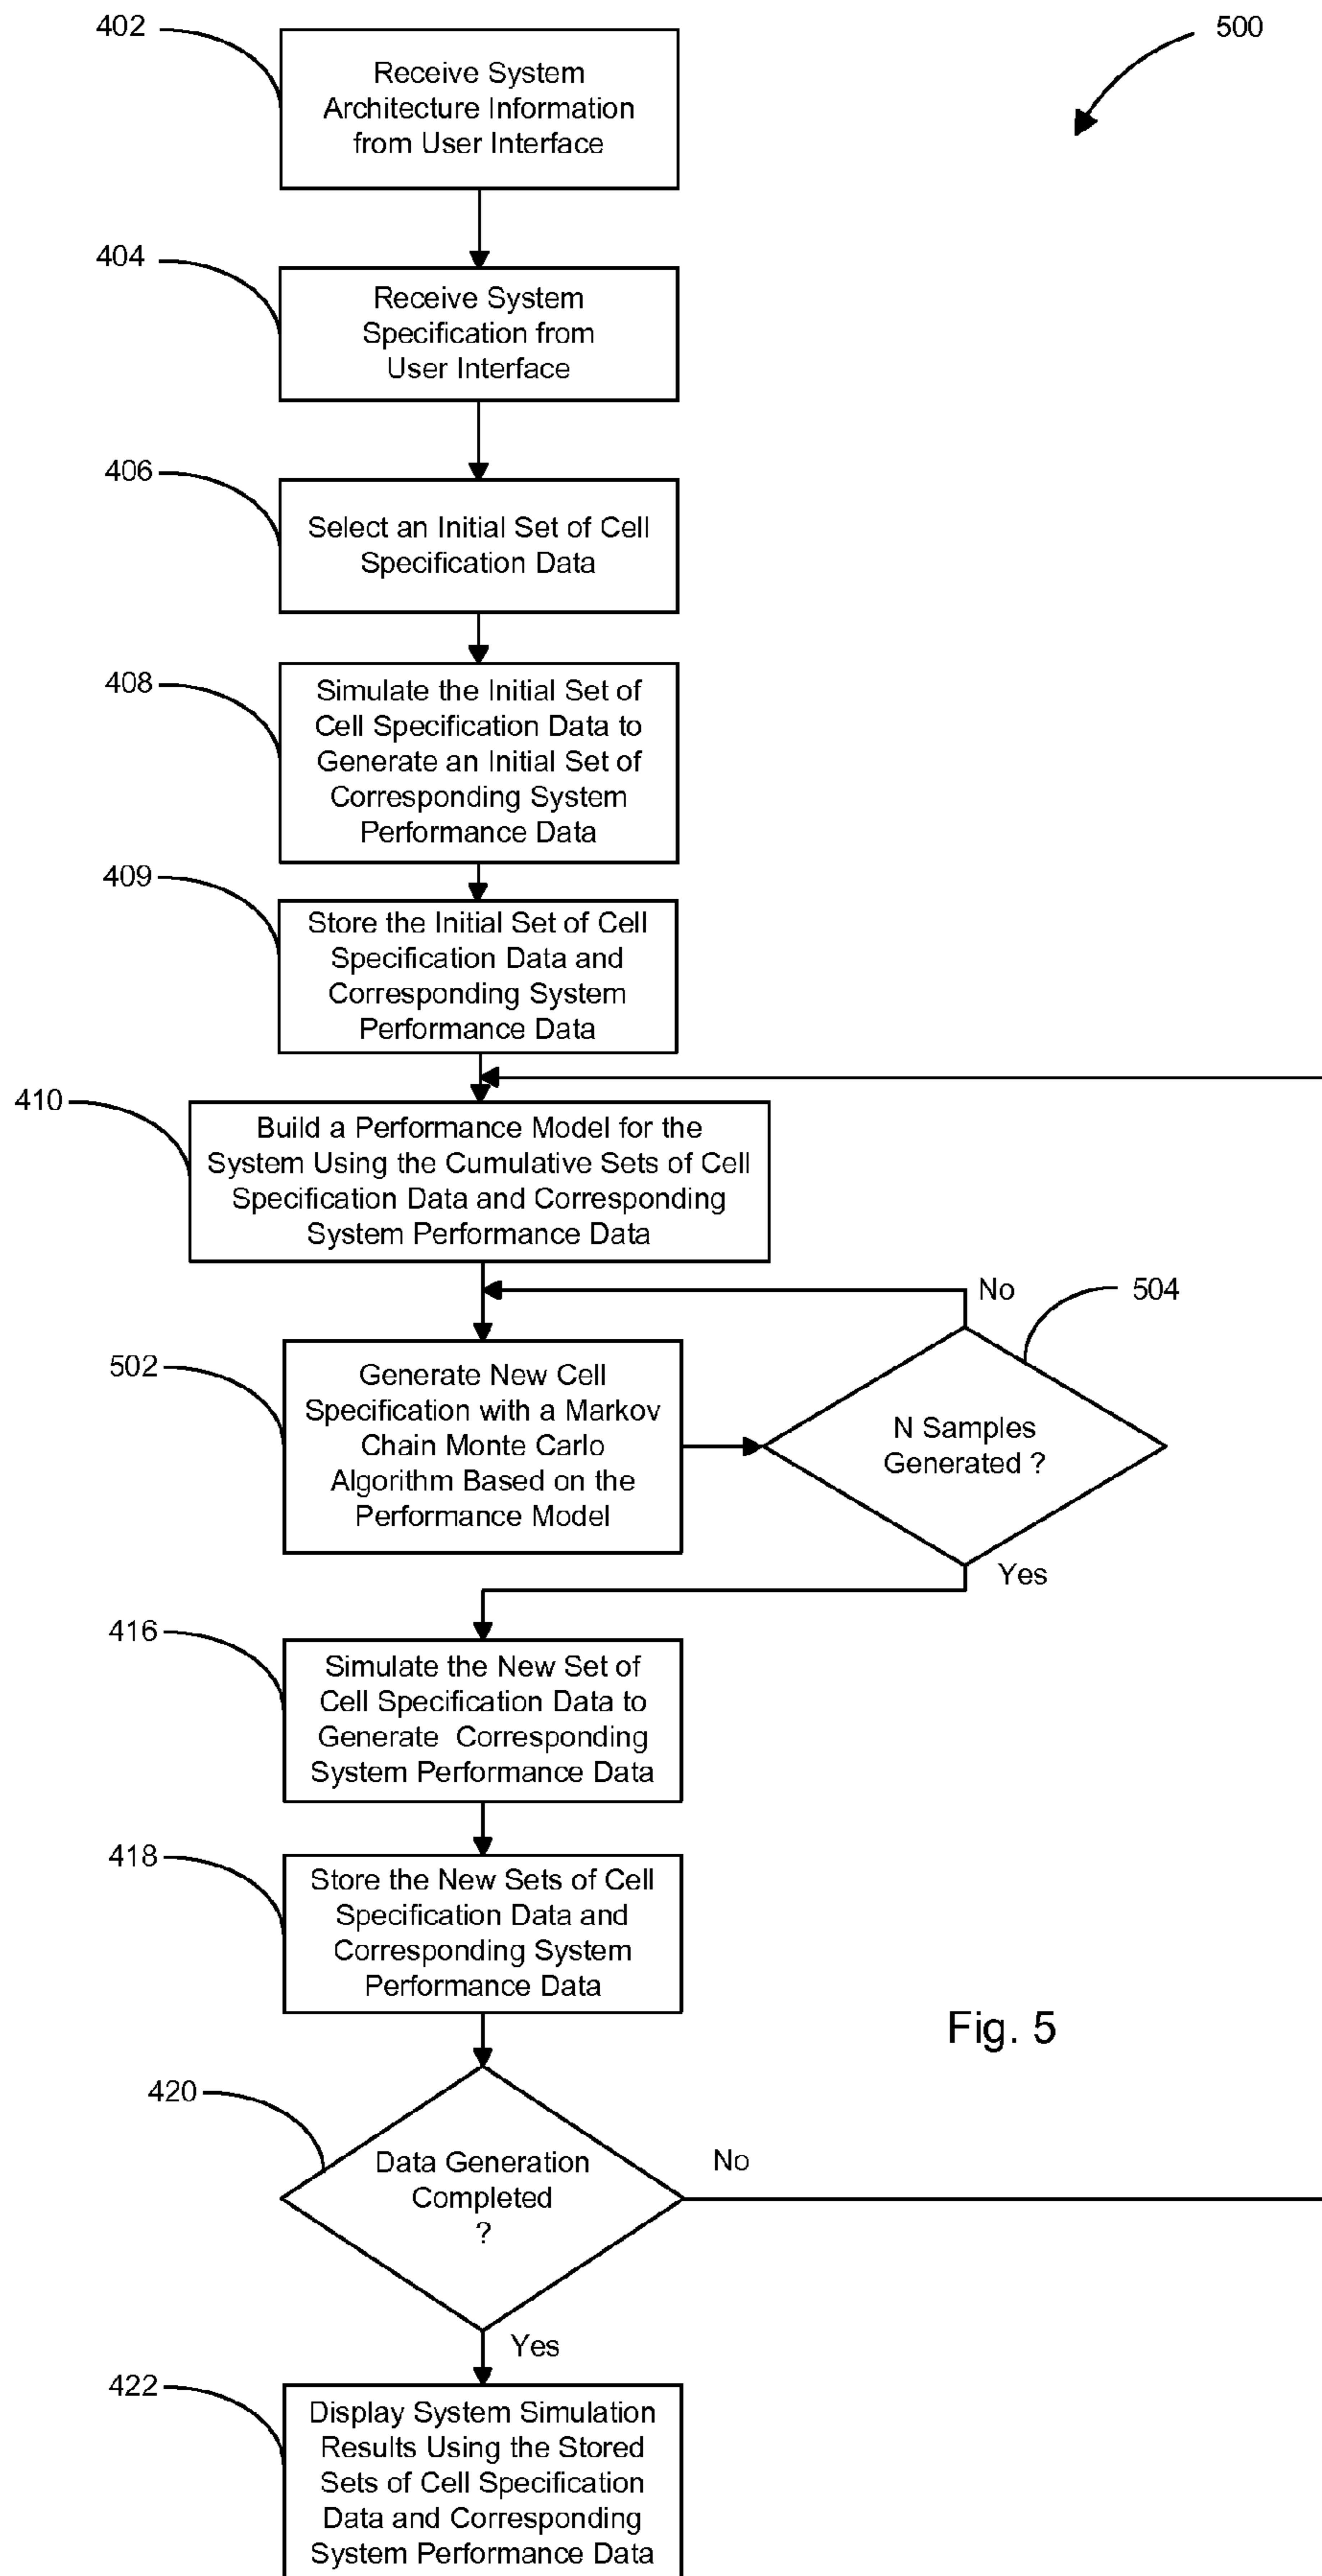 402
500
Receive System
Architecture Information
from User Interface
404
Receive System
Specification from
User Interface
406
Select an Initial Set of Cell
Specification Data
408
Simulate the Initial Set of
Cell Specification Data to
Generate an Initial Set of
Corresponding System
Performance Data
409
Store the Initial Set of Cell
Specification Data and
Corresponding System
Performance Data
410
Build a Performance Model for the
System Using the Cumulative Sets of Cell
Specification Data and Corresponding
System Performance Data
No
504
502
Generate New Cell
Specification with a Markov
Chain Monte Carlo
Algorithm Based on the
Performance Model
N Samples
Generated ?
Yes
416
Simulate the New Set of
Cell Specification Data to
Generate  Corresponding
System Performance Data
418
Store the New Sets of Cell
Specification Data and
Corresponding System
Performance Data
Fig. 5
420
Data Generation
Completed
?
No
Yes
422
Display System Simulation
Results Using the Stored
Sets of Cell Specification
Data and Corresponding
System Performance Data